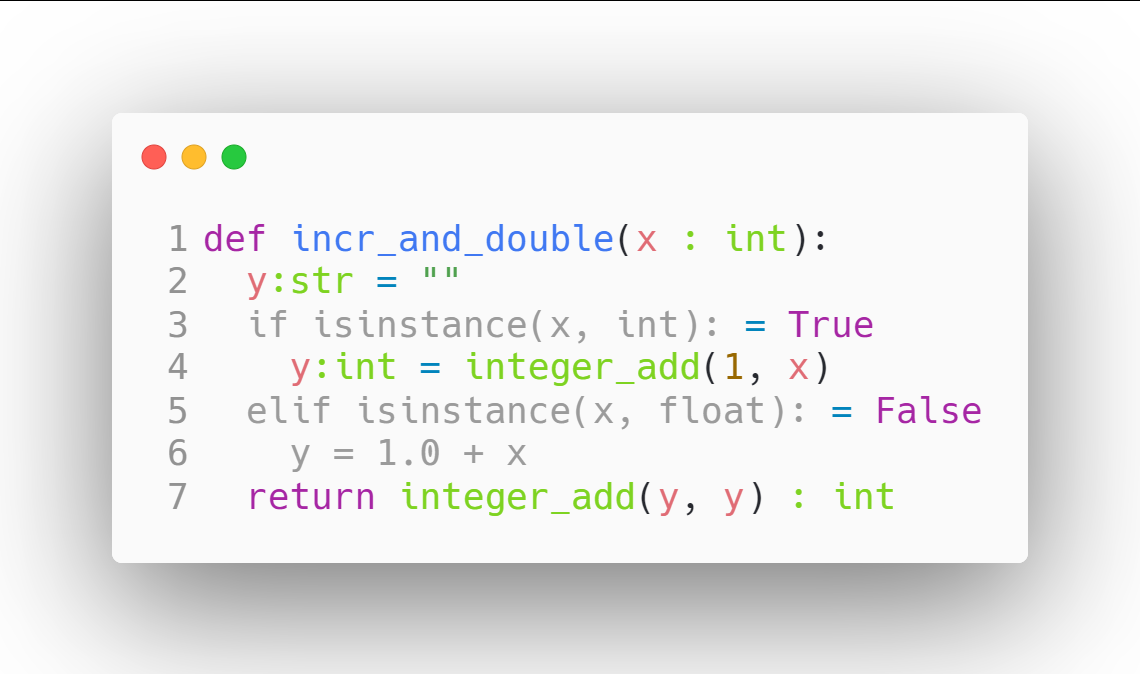 1 def incr_and_double(x : int):
2   y:str = ""
3   if isinstance(x, int): = True
4     y:int = integer_add(1, x)
5   elif isinstance(x, float): = False
6     y = 1.0 + x
7   return integer_add(y, y) : int